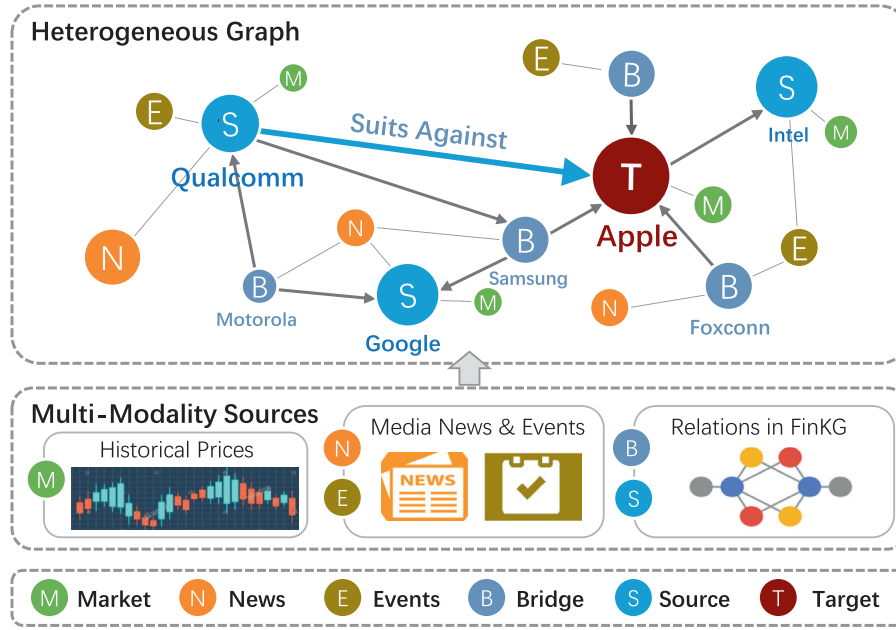 Heterogeneous Graph
E
B
S
M
E
S
Suits Against
Intel
M
Qualcomm
T
M
N
B
Apple
E
N
B
Samsung
S
M
B
Motorola
N
Foxconn
Google
Multi-Modality Sources
Historical Prices
M
Media News & Events
N
E
NEWS
Relations in FinKG
B
S
M Market
N News
E Events
B Bridge
S Source
T Target